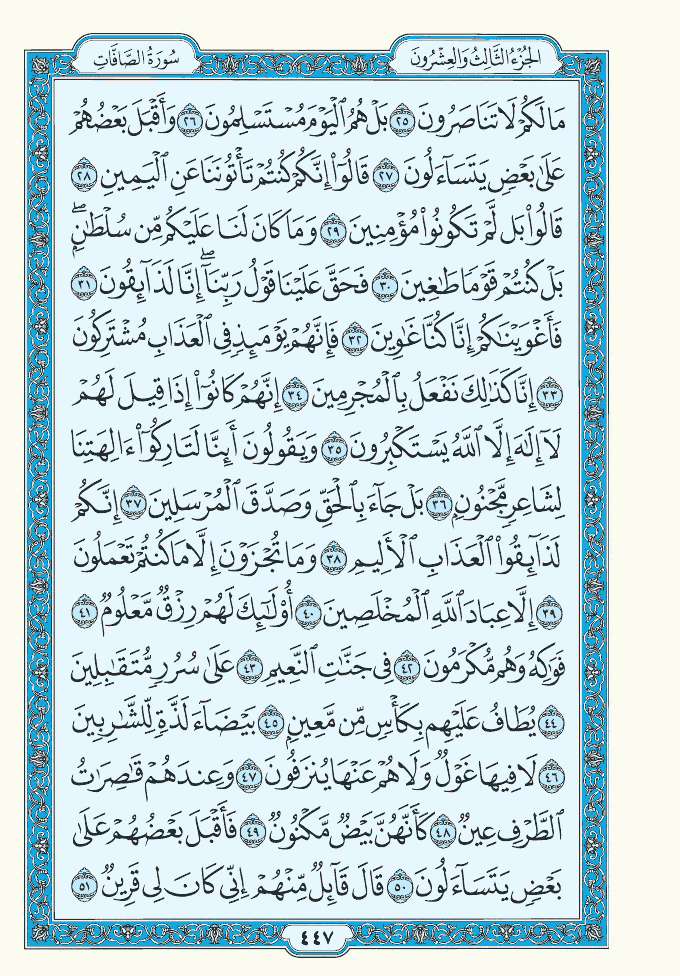 سُورَةُ الصَّافَّاتِ
الجُزْءُ الثَّالِثُ وَالعِشْرُونَ
مَا لَكُمْ لَا تَنَاصَرُونَ ٢٥ بَلْ هُمُ ٱلْيَوْمَ مُسْتَسْلِمُونَ ٢٦ وَأَقْبَلَ بَعْضُهُمْ
عَلَىٰ بَعْضٖ يَتَسَآءَلُونَ ٢٧ قَالُوٓاْ إِنَّكُمْ كُنتُمْ تَأْتُونَنَا عَنِ ٱلْيَمِينِ ٢٨
قَالُواْ بَل لَّمْ تَكُونُواْ مُؤْمِنِينَ ٢٩ وَمَا كَانَ لَنَا عَلَيْكُم مِّن سُلْطَٰنِۭۖ
بَلْ كُنتُمْ قَوْمٗا طَٰغِينَ ٣٠ فَحَقَّ عَلَيْنَا قَوْلُ رَبِّنَآۖ إِنَّا لَذَآئِقُونَ ٣١
فَأَغْوَيْنَٰكُمْ إِنَّا كُنَّا غَٰوِينَ ٣٢ فَإِنَّهُمْ يَوْمَئِذٖ فِي ٱلْعَذَابِ مُشْتَرِكُونَ
٣٣ إِنَّا كَذَٰلِكَ نَفْعَلُ بِٱلْمُجْرِمِينَ ٣٤ إِنَّهُمْ كَانُوٓاْ إِذَا قِيلَ لَهُمْ
لَآ إِلَٰهَ إِلَّا ٱللَّهُ يَسْتَكْبِرُونَ ٣٥ وَيَقُولُونَ أَئِنَّا لَتَارِكُوٓاْ ءَالِهَتِنَا
لِشَاعِرٖ مَّجْنُونِۭ ٣٦ بَلْ جَآءَ بِٱلْحَقِّ وَصَدَّقَ ٱلْمُرْسَلِينَ ٣٧ إِنَّكُمْ
لَذَآئِقُواْ ٱلْعَذَابِ ٱلْأَلِيمِ ٣٨ وَمَا تُجْزَوْنَ إِلَّا مَا كُنتُمْ تَعْمَلُونَ
٣٩ إِلَّا عِبَادَ ٱللَّهِ ٱلْمُخْلَصِينَ ٤٠ أُوْلَٰٓئِكَ لَهُمْ رِزْقٞ مَّعْلُومٞ ٤١
فَوَٰكِهُ وَهُم مُّكْرَمُونَ ٤٢ فِي جَنَّٰتِ ٱلنَّعِيمِ ٤٣ عَلَىٰ سُرُرٖ مُّتَقَٰبِلِينَ
٤٤ يُطَافُ عَلَيْهِم بِكَأْسٖ مِّن مَّعِينِۭ ٤٥ بَيْضَآءَ لَذَّةٖ لِّلشَّٰرِبِينَ
٤٦ لَا فِيهَا غَوْلٞ وَلَا هُمْ عَنْهَا يُنزَفُونَ ٤٧ وَعِندَهُمْ قَٰصِرَٰتُ
ٱلطَّرْفِ عِينٞ ٤٨ كَأَنَّهُنَّ بَيْضٞ مَّكْنُونٞ ٤٩ فَأَقْبَلَ بَعْضُهُمْ عَلَىٰ
بَعْضٖ يَتَسَآءَلُونَ ٥٠ قَالَ قَآئِلٞ مِّنْهُمْ إِنِّي كَانَ لِي قَرِينٞ ٥١
٤٤٧